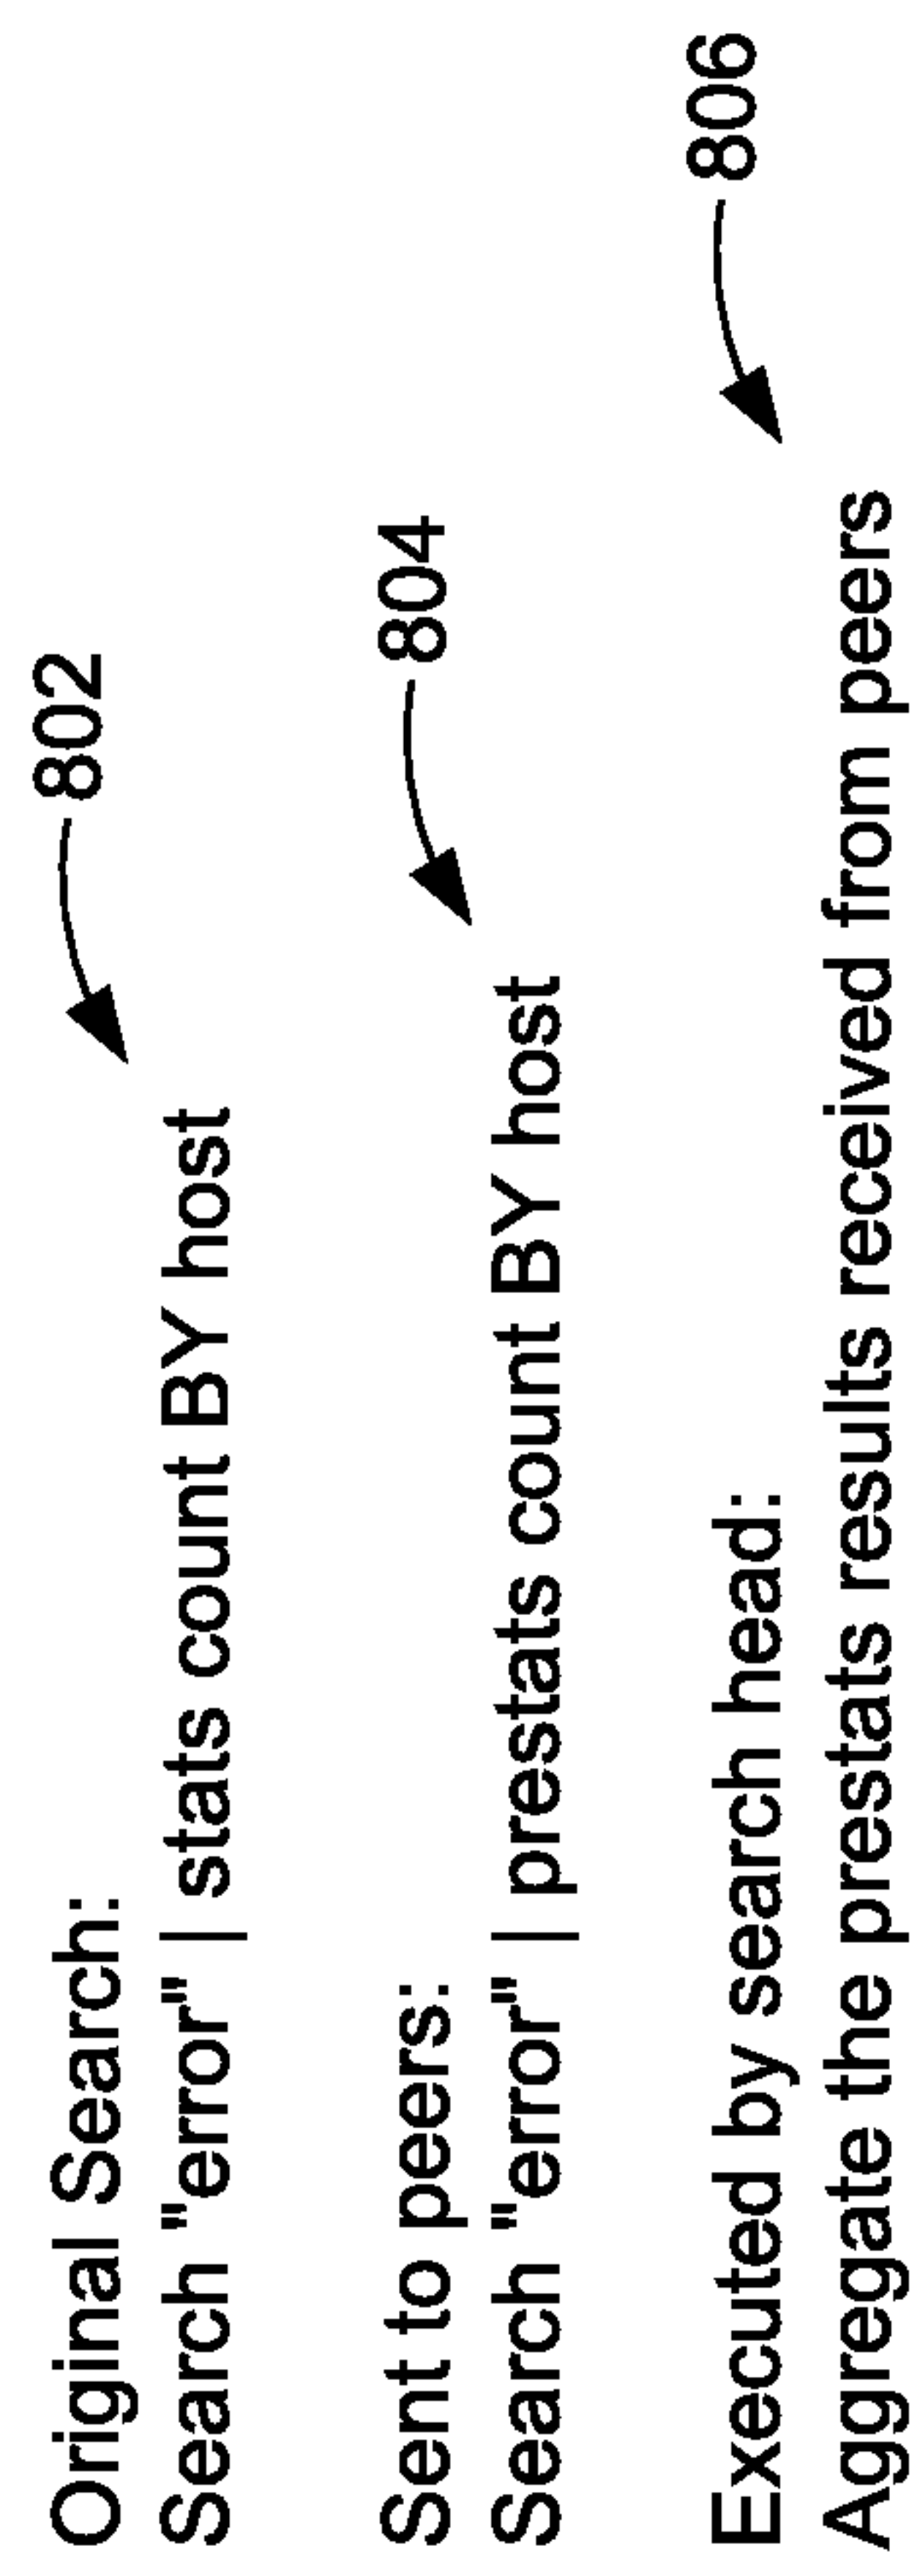 Original Search:
802
Search "error" | stats count BY host
Sent to peers:
804
Search "error" | prestats count BY host
Executed by search head:
806
Aggregate the prestats results received from peers